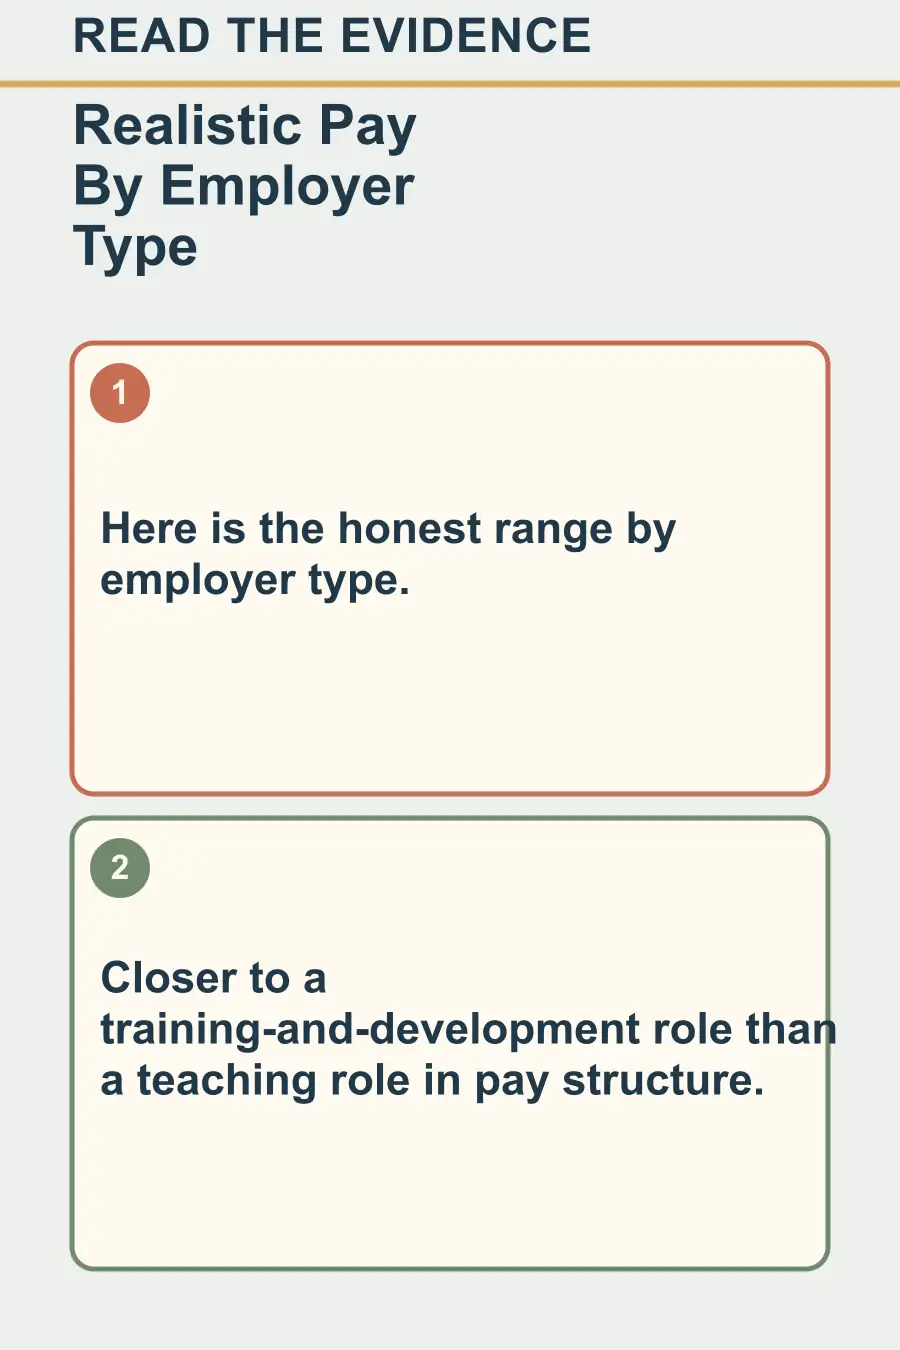 READ THE EVIDENCE
Realistic Pay
By Employer
Type
1
Here is the honest range by
employer type.
2
Closer to a
training-and-development role than
a teaching role in pay structure.